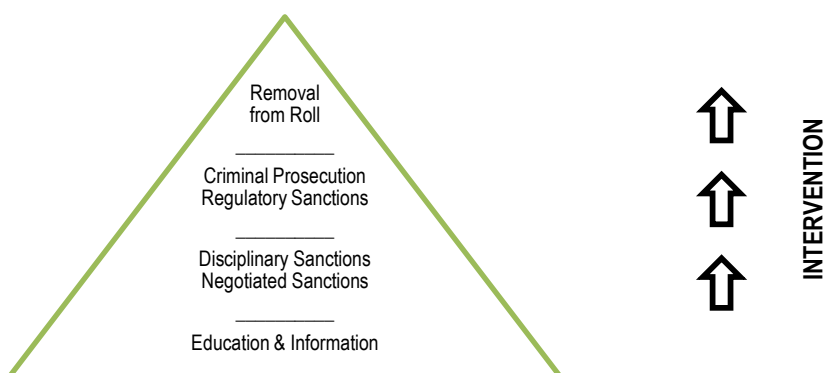 Removal
from Roll
Criminal Prosecution
Regulatory Sanctions
Disciplinary Sanctions
Negotiated Sanctions
Education & Information
INTERVENTION